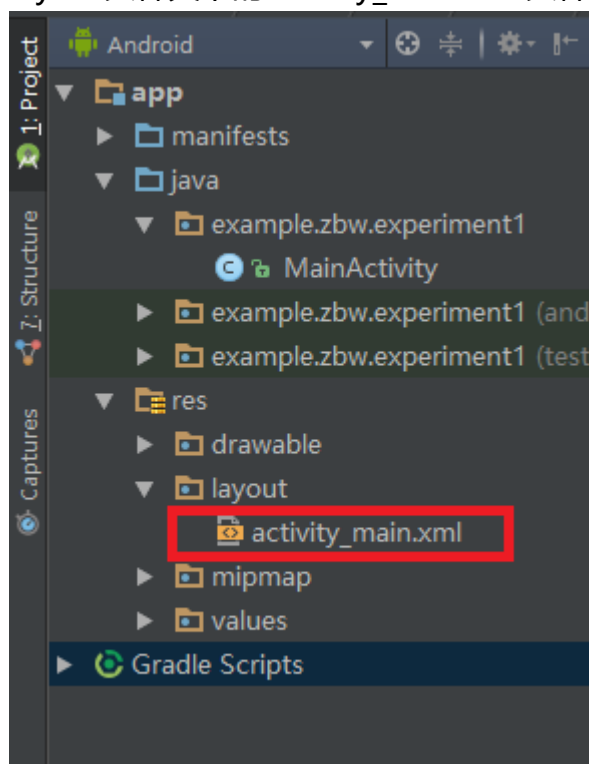 Android
app
manifests
java
example.zbw.experiment1
MainActivity
example.zbw.experiment1 (and
example.zbw.experiment1 (test
res
drawable
layout
activity_main.xml
mipmap
values
Gradle Scripts
1: Project
7: Structure
Captures